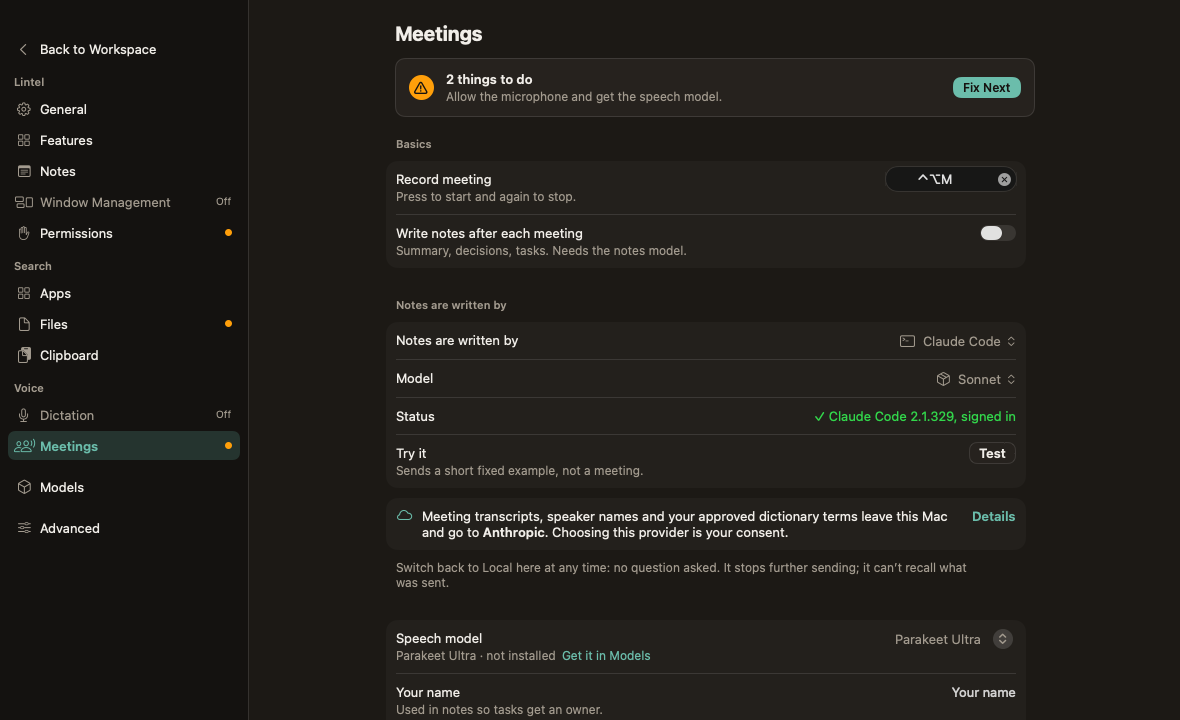 Back to Workspace
Lintel
General
Features
Notes
Window Management Off
Permissions
Search
Apps
Files
Clipboard
Voice
Dictation Off
Meetings
Models
Advanced
Meetings
2 things to do
Allow the microphone and get the speech model.
Fix Next
Basics
Record meeting
Press to start and again to stop.
⌃⌥M
Write notes after each meeting
Summary, decisions, tasks. Needs the notes model.
Notes are written by
Notes are written by Claude Code
Model Sonnet
Status ✓ Claude Code 2.1.329, signed in
Try it
Sends a short fixed example, not a meeting.
Test
Meeting transcripts, speaker names and your approved dictionary terms leave this Mac
and go to Anthropic. Choosing this provider is your consent.
Details
Switch back to Local here at any time: no question asked. It stops further sending; it can’t recall what
was sent.
Speech model
Parakeet Ultra · not installed Get it in Models
Parakeet Ultra
Your name
Used in notes so tasks get an owner.
Your name